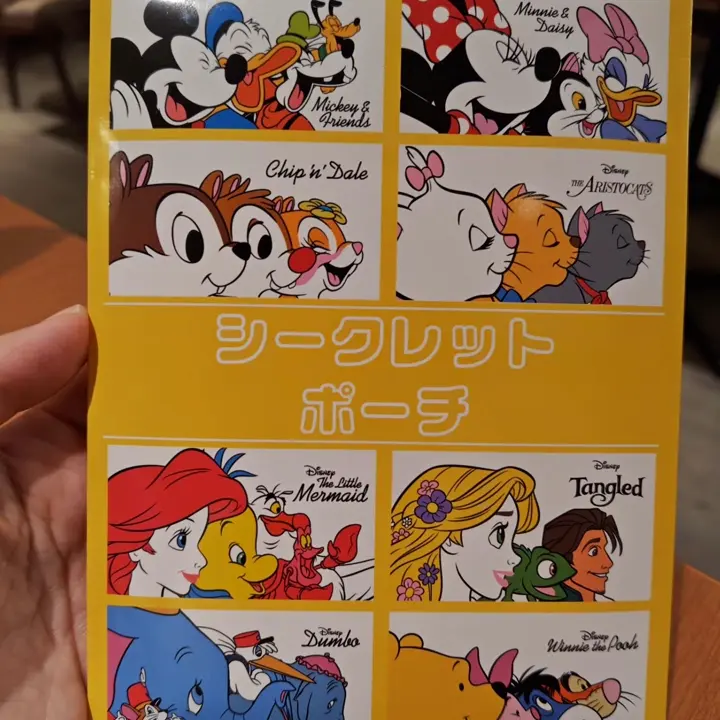 Mickey &
Friends
Minnie &
Daisy
Chip 'n' Dale
Disney
THE ARISTOCATS
シークレット
ポーチ
Disney
The Little
Mermaid
Disney
Tangled
Disney
Dumbo
Disney
Winnie the Pooh